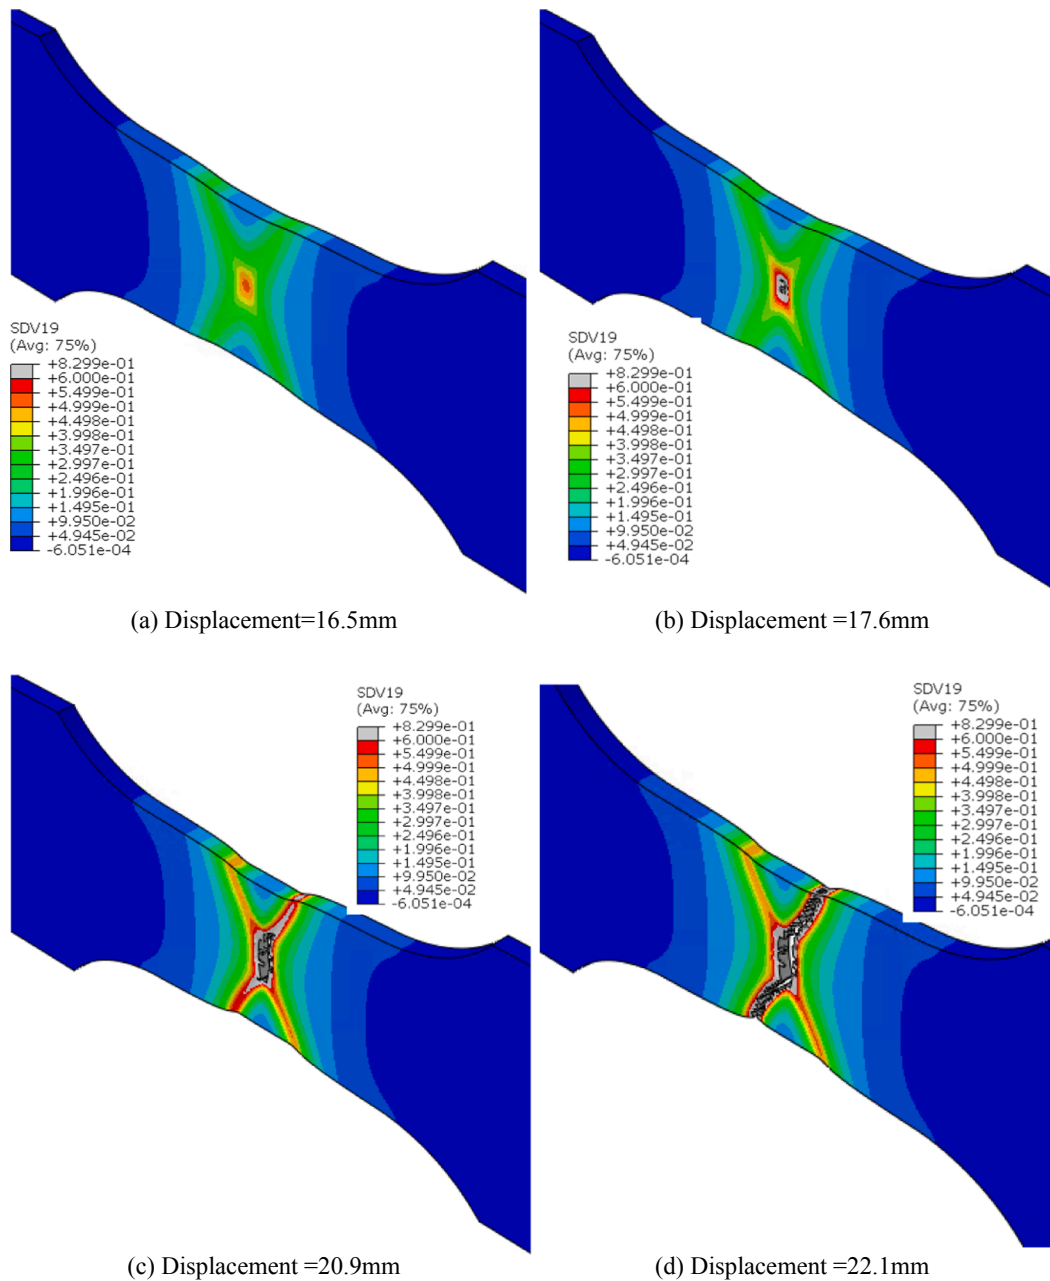 SDV19
(Avg: 75%)
+8.299e-01
+6.000e-01
+5.499e-01
+4.999e-01
+4.498e-01
+3.998e-01
+3.497e-01
+2.997e-01
+2.496e-01
+1.996e-01
+1.495e-01
+9.950e-02
+4.945e-02
-6.051e-04
(a) Displacement=16.5mm
SDV19
(Avg: 75%)
+8.299e-01
+6.000e-01
+5.499e-01
+4.999e-01
+4.498e-01
+3.998e-01
+3.497e-01
+2.997e-01
+2.496e-01
+1.996e-01
+1.495e-01
+9.950e-02
+4.945e-02
-6.051e-04
(b) Displacement =17.6mm
SDV19
(Avg: 75%)
+8.299e-01
+6.000e-01
+5.499e-01
+4.999e-01
+4.498e-01
+3.998e-01
+3.497e-01
+2.997e-01
+2.496e-01
+1.996e-01
+1.495e-01
+9.950e-02
+4.945e-02
-6.051e-04
(c) Displacement =20.9mm
SDV19
(Avg: 75%)
+8.299e-01
+6.000e-01
+5.499e-01
+4.999e-01
+4.498e-01
+3.998e-01
+3.497e-01
+2.997e-01
+2.496e-01
+1.996e-01
+1.495e-01
+9.950e-02
+4.945e-02
-6.051e-04
(d) Displacement =22.1mm